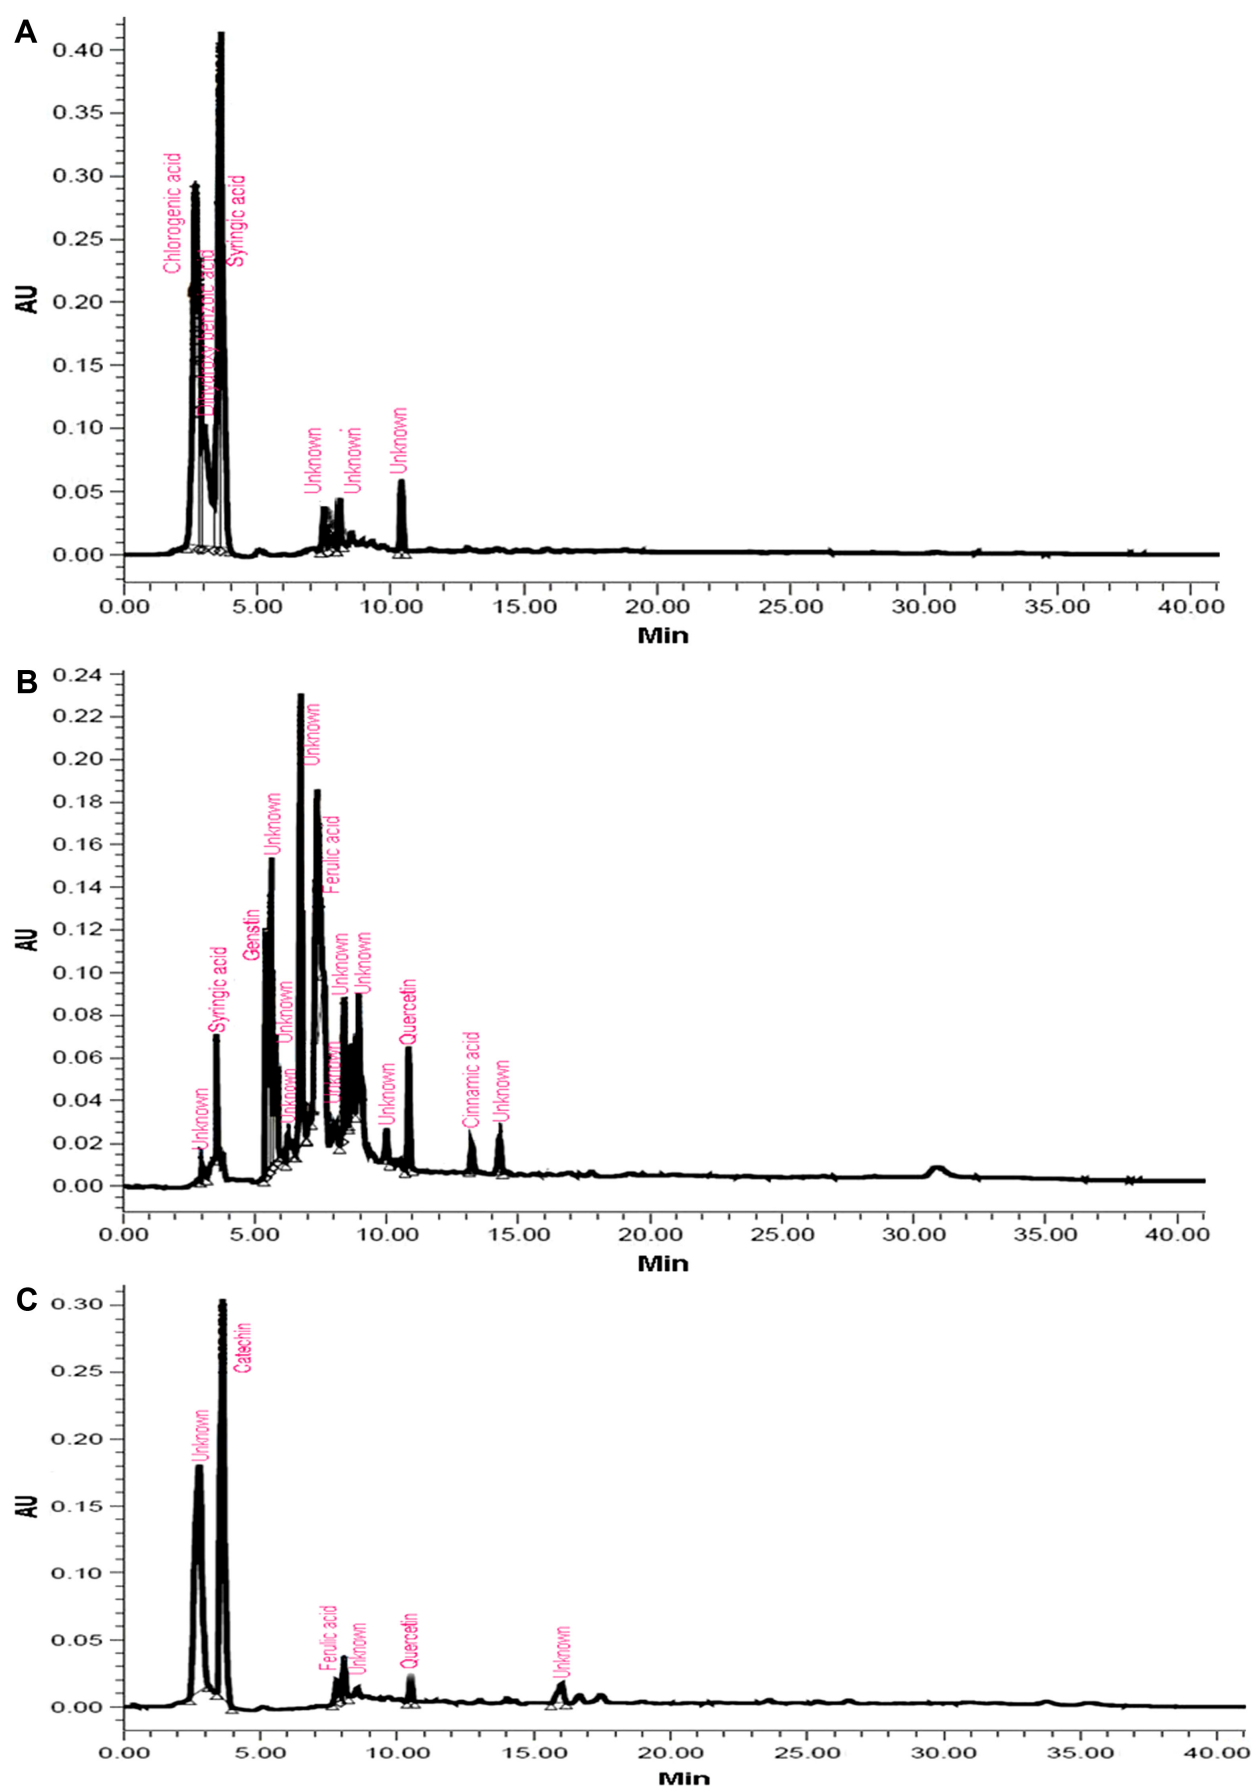 A
0.40
0.35
0.30
0.25
0.20
0.15
0.10
0.05
0.00
AU
Chlorogenic acid
Dihydroxy benzoic acid
Syringic acid
Unknown
Unknown
Unknown
0.00 5.00 10.00 15.00 20.00 25.00 30.00 35.00 40.00
Min
B
0.24
0.22
0.20
0.18
0.16
0.14
0.12
0.10
0.08
0.06
0.04
0.02
0.00
AU
Unknown
Syringic acid
Genstin
Unknown
Unknown
Unknown
Unknown
Ferulic acid
Unknown
Unknown
Unknown
Unknown
Quercetin
Cinnamic acid
Unknown
0.00 5.00 10.00 15.00 20.00 25.00 30.00 35.00 40.00
Min
C
0.30
0.25
0.20
0.15
0.10
0.05
0.00
AU
Unknown
Catechin
Ferulic acid
Unknown
Quercetin
Unknown
0.00 5.00 10.00 15.00 20.00 25.00 30.00 35.00 40.00
Min